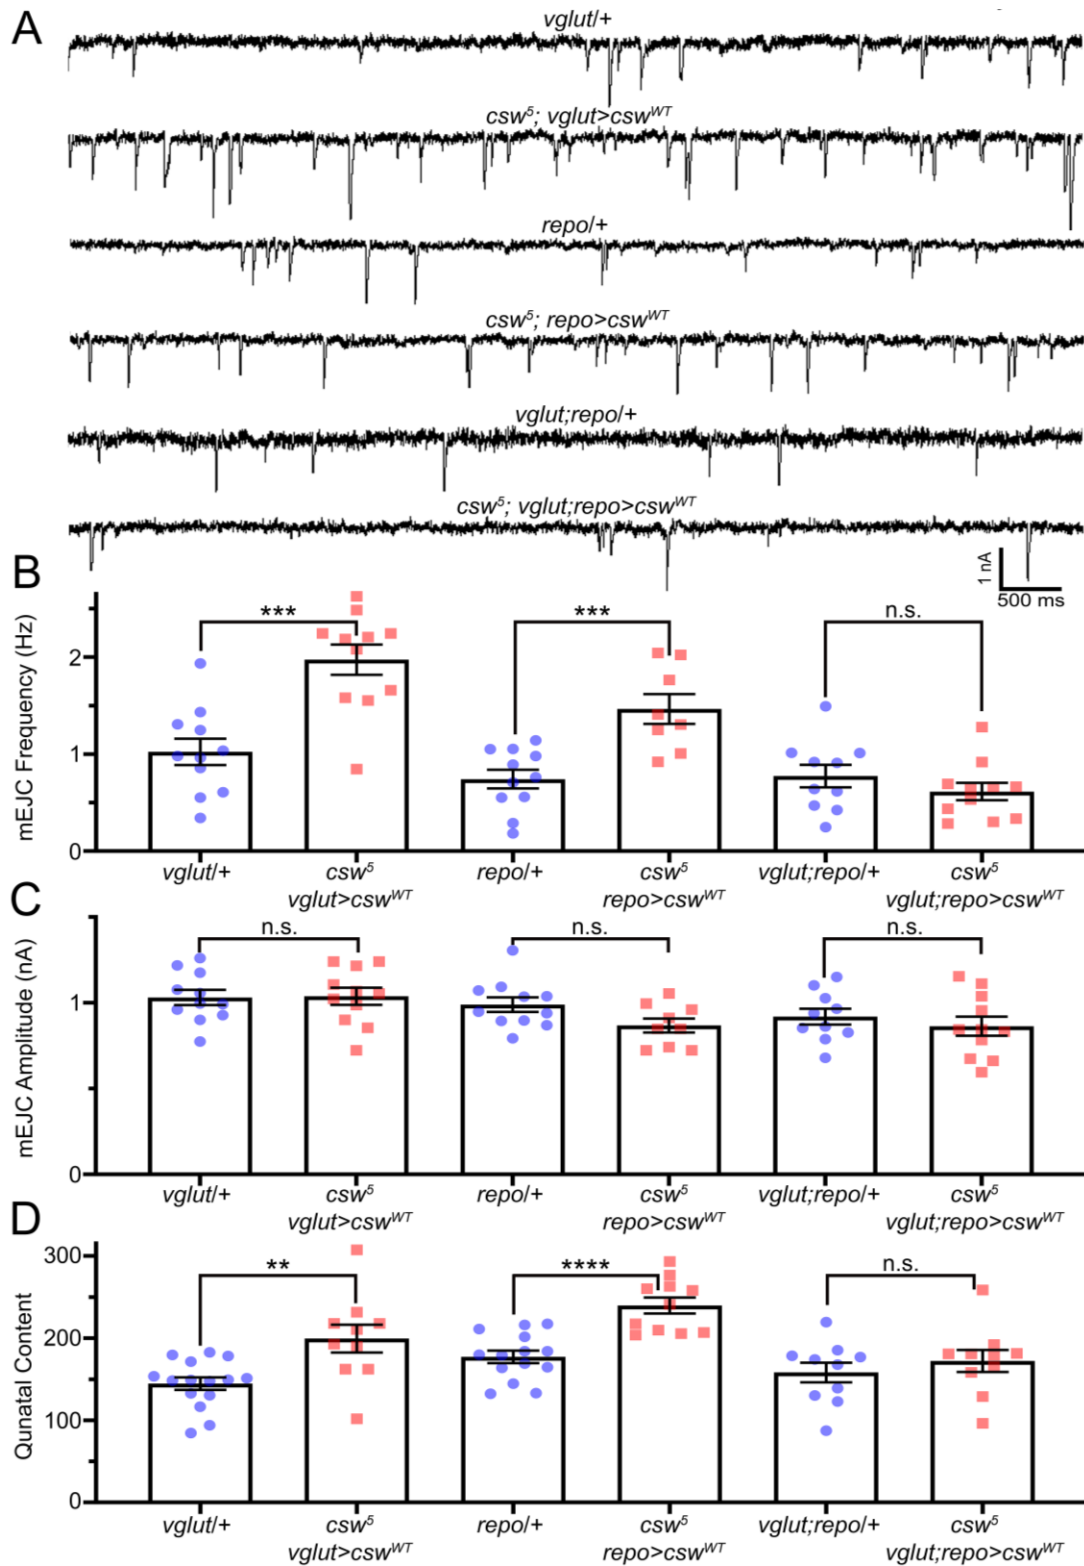 A
vglut/+
csw⁵; vglut>cswᵂᵀ
repo/+
csw⁵; repo>cswᵂᵀ
vglut;repo/+
csw⁵; vglut;repo>cswᵂᵀ
1 nA
500 ms
B
mEJC Frequency (Hz)
2
1
0
***
***
n.s.
vglut/+
csw⁵
vglut>cswᵂᵀ
repo/+
csw⁵
repo>cswᵂᵀ
vglut;repo/+
csw⁵
vglut;repo>cswᵂᵀ
C
mEJC Amplitude (nA)
1
0
n.s.
n.s.
n.s.
vglut/+
csw⁵
vglut>cswᵂᵀ
repo/+
csw⁵
repo>cswᵂᵀ
vglut;repo/+
csw⁵
vglut;repo>cswᵂᵀ
D
Qunatal Content
300
200
100
0
**
****
n.s.
vglut/+
csw⁵
vglut>cswᵂᵀ
repo/+
csw⁵
repo>cswᵂᵀ
vglut;repo/+
csw⁵
vglut;repo>cswᵂᵀ